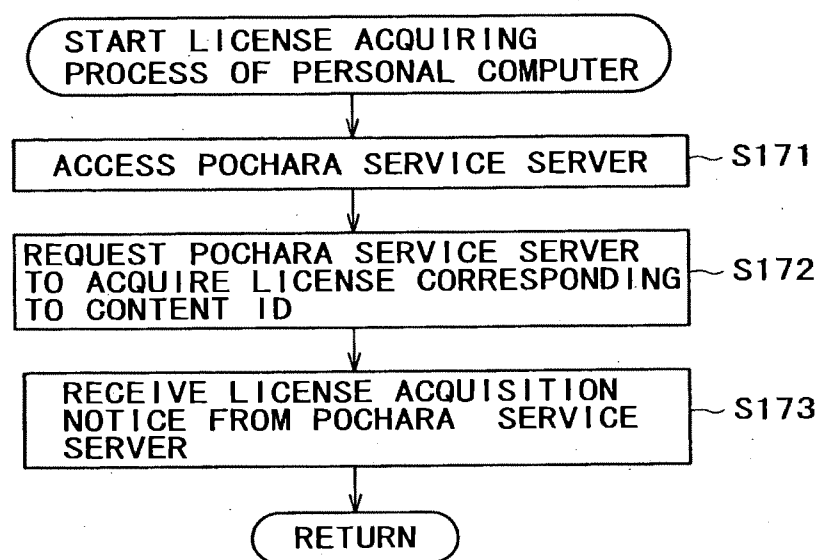 START LICENSE ACQUIRING
PROCESS OF PERSONAL COMPUTER
ACCESS POCHARA SERVICE SERVER
S171
REQUEST POCHARA SERVICE SERVER
TO ACQUIRE LICENSE CORRESPONDING
TO CONTENT ID
S172
RECEIVE LICENSE ACQUISITION
NOTICE FROM POCHARA SERVICE
SERVER
S173
RETURN